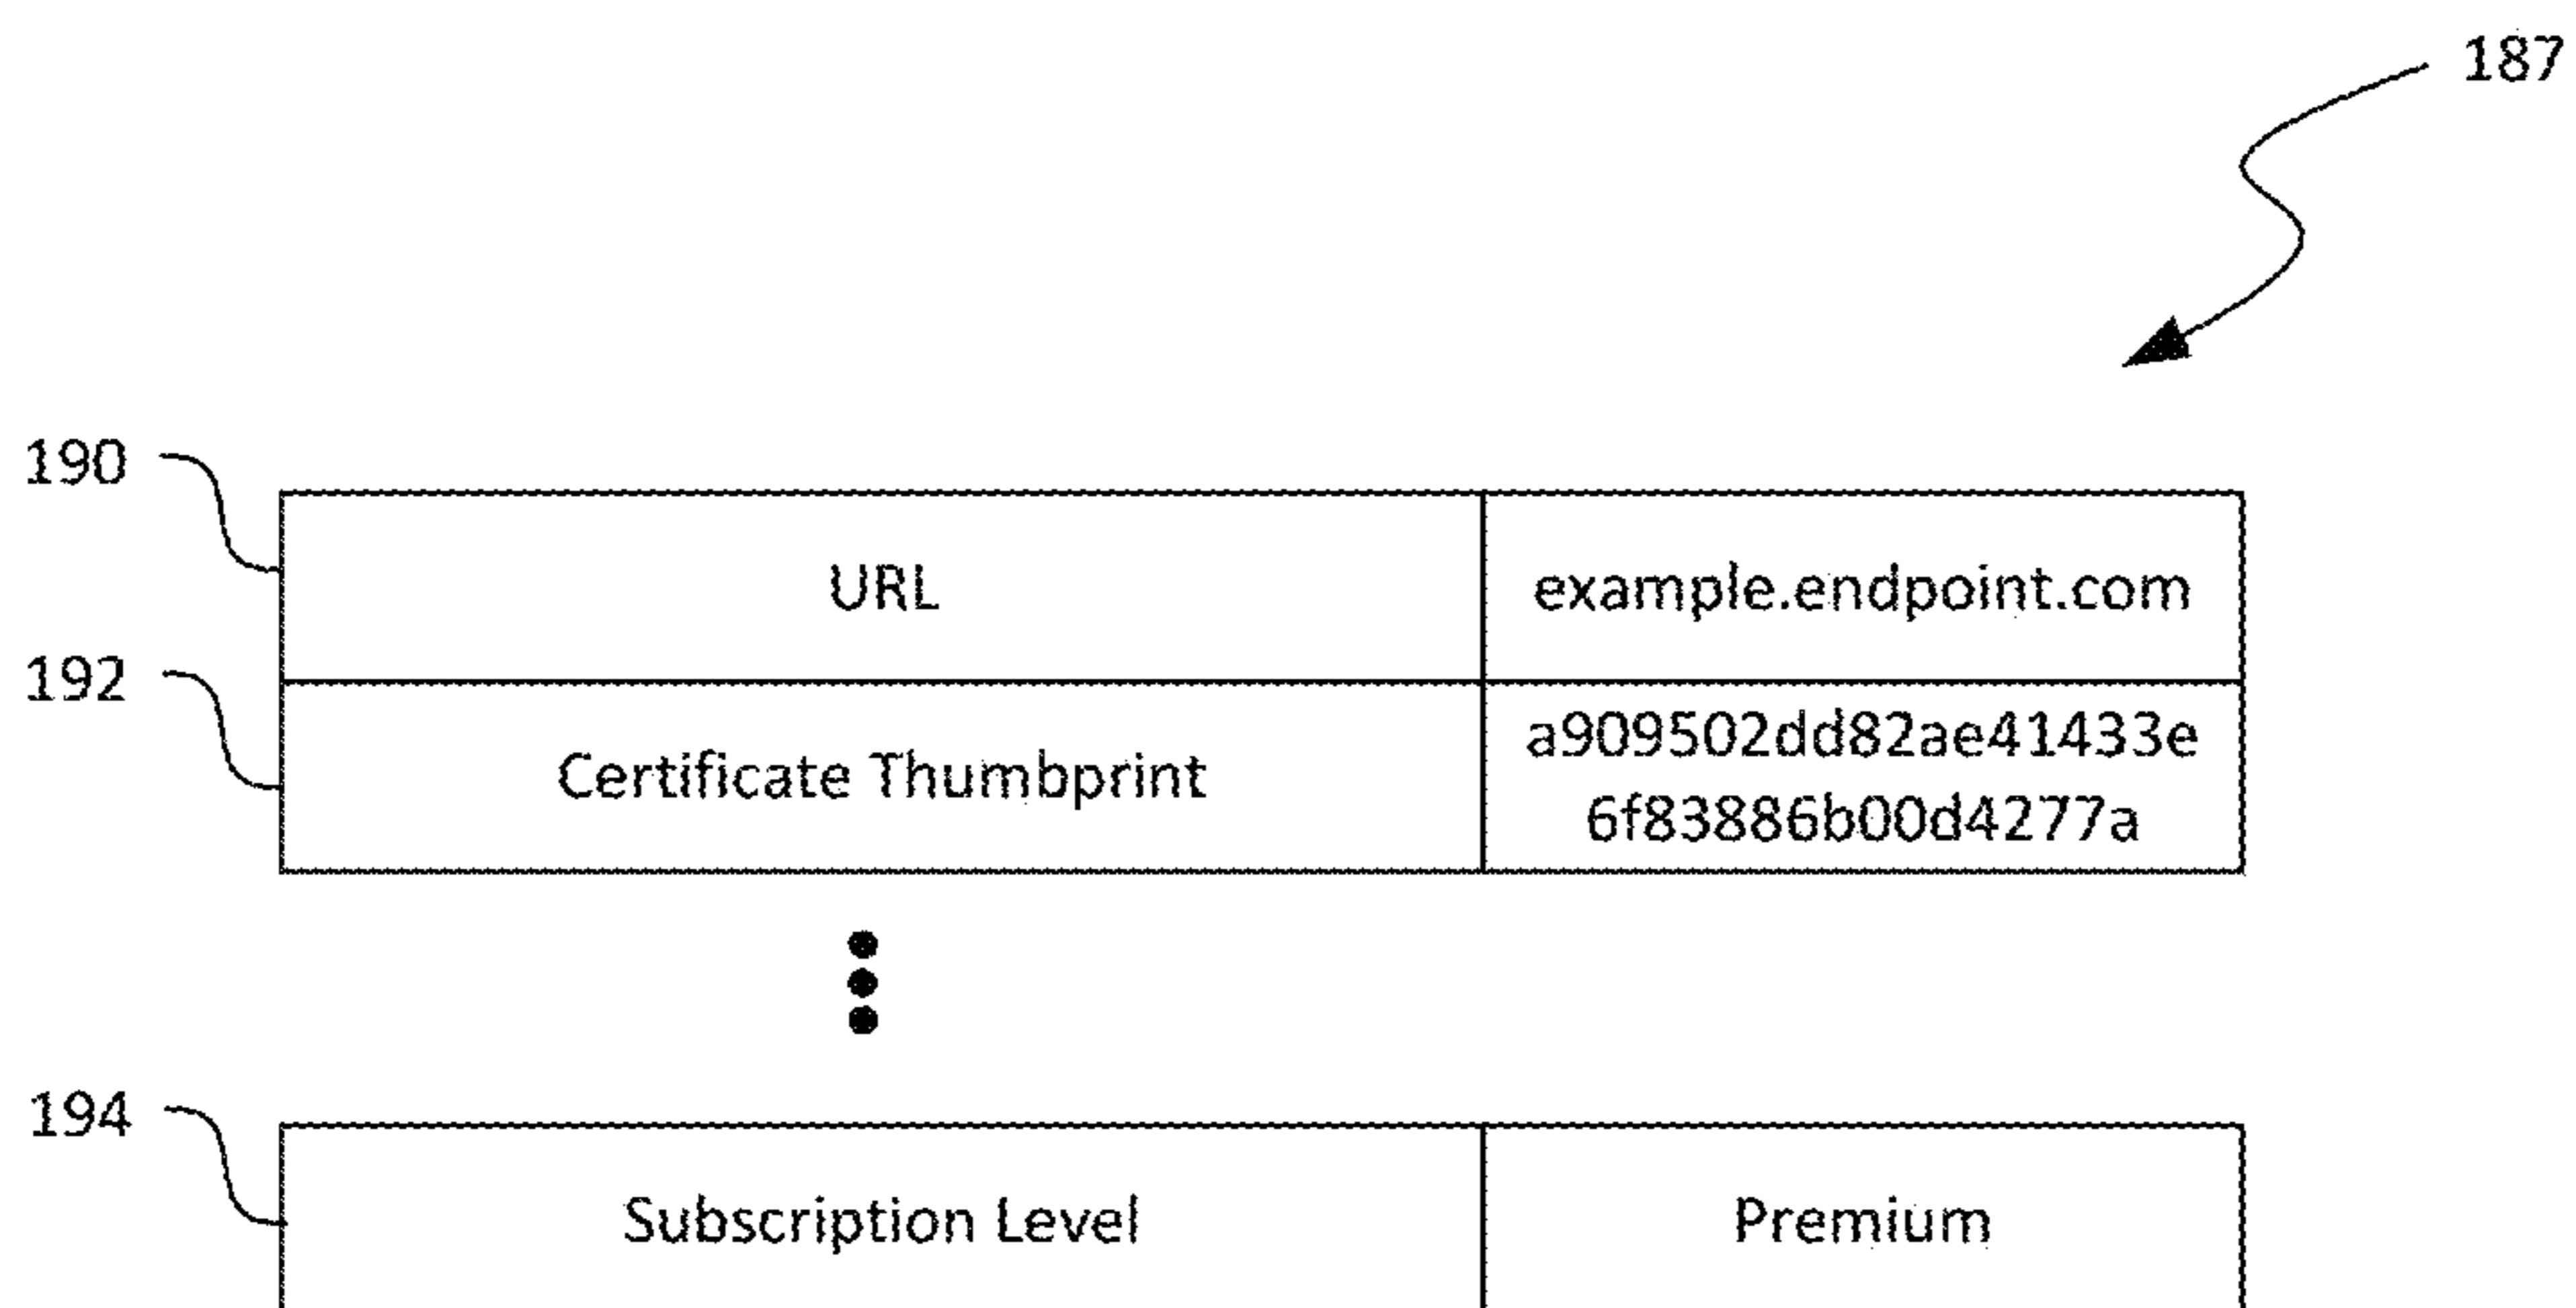 187
190
URL
example.endpoint.com
192
Certificate Thumbprint
a909502dd82ae41433e
6f83886b00d4277a
194
Subscription Level
Premium